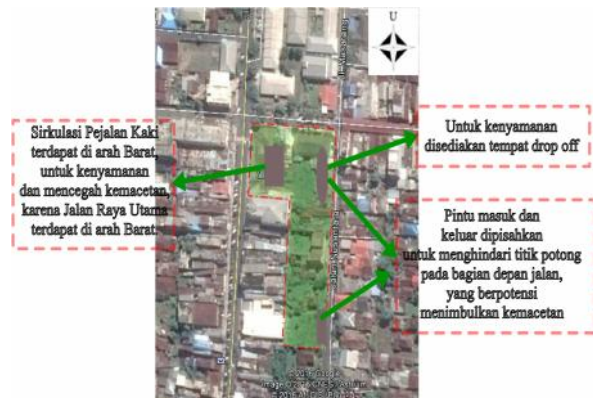 U
Sirkulasi Pejalan Kaki
terdapat di arah Barat,
untuk kenyamanan
dan mencegah kemacetan,
karena Jalan Raya Utama
terdapat di arah Barat.
Untuk kenyamanan
disediakan tempat drop off
Pintu masuk dan
keluar dipisahkan
untuk menghindari titik potong
pada bagian depan jalan,
yang berpotensi
menimbulkan kemacetan